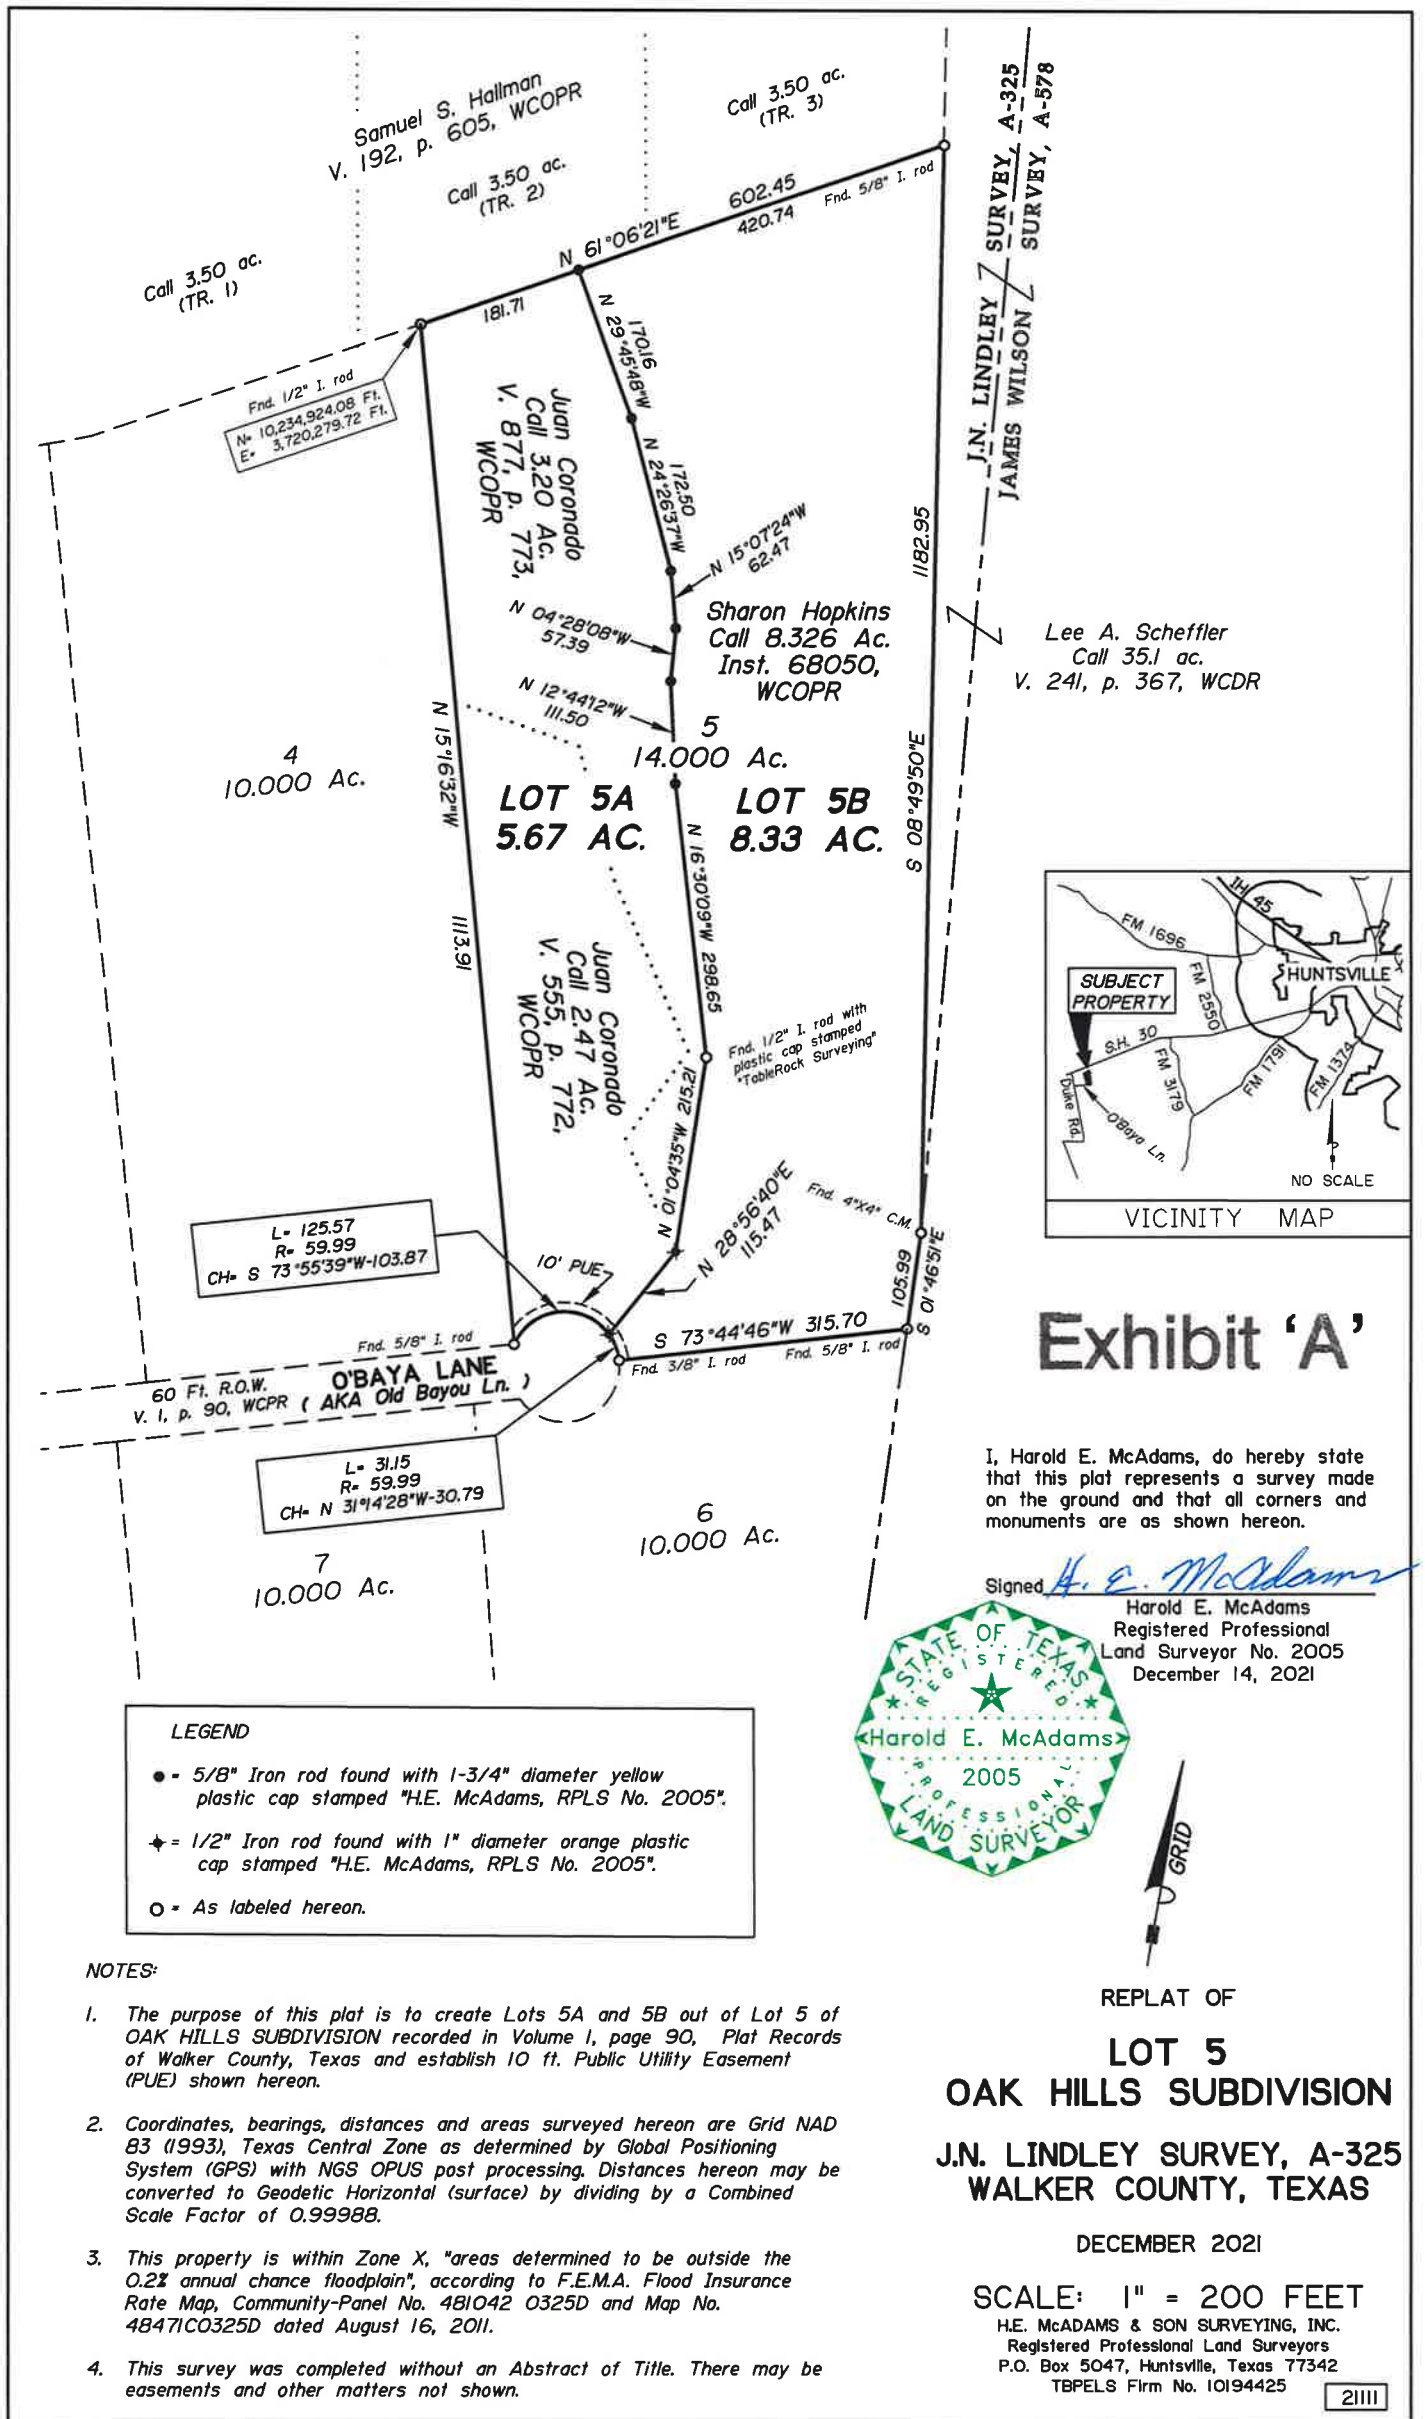 Samuel S. Hallman
V. 192, p. 605, WCOPR
Call 3.50 ac.
(TR. 3)
Call 3.50 ac.
(TR. 2)
Call 3.50 ac.
(TR. 1)
J.N. LINDLEY SURVEY, A-325
JAMES WILSON SURVEY, A-578
N 61°06'21"E
602.45
420.74
Fnd. 5/8" I. rod
181.71
Fnd. 1/2" I. rod
N= 10,234,924.08 Ft.
E= 3,720,279.72 Ft.
170.16
N 29°45'48"W
172.50
N 24°26'37"W
N 15°07'24"W
62.47
N 04°28'08"W
57.39
N 12°44'12"W
111.50
Juan Coronado
Call 3.20 Ac.
V. 877, p. 773,
WCOPR
Sharon Hopkins
Call 8.326 Ac.
Inst. 68050,
WCOPR
1182.95
S 08°49'50"E
Lee A. Scheffler
Call 35.1 ac.
V. 241, p. 367, WCDR
5
14.000 Ac.
4
10.000 Ac.
N 15°16'32"W
1113.91
LOT 5A
5.67 AC.
LOT 5B
8.33 AC.
N 16°30'09"W 298.65
Juan Coronado
Call 2.47 Ac.
V. 555, p. 772,
WCOPR
Fnd. 1/2" I. rod with
plastic cap stamped
"TableRock Surveying"
N 01°04'35"W 215.21
N 28°56'40"E
115.47
Fnd. 4"X4" C.M.
105.99
S 01°46'51"E
L= 125.57
R= 59.99
CH= S 73°55'39"W-103.87
10' PUE
Fnd. 5/8" I. rod
S 73°44'46"W 315.70
Fnd. 3/8" I. rod
Fnd. 5/8" I. rod
60 Ft. R.O.W.
V. 1, p. 90, WCPR
O'BAYA LANE
( AKA Old Bayou Ln. )
L= 31.15
R= 59.99
CH= N 31°14'28"W-30.79
7
10.000 Ac.
6
10.000 Ac.
IH 45
FM 1696
HUNTSVILLE
SUBJECT
PROPERTY
FM 2550
S.H. 30
FM 3179
FM 1791
FM 1374
Duke Rd.
O'Baya Ln.
NO SCALE
VICINITY MAP
Exhibit 'A'
I, Harold E. McAdams, do hereby state
that this plat represents a survey made
on the ground and that all corners and
monuments are as shown hereon.
Signed H. E. McAdams
Harold E. McAdams
Registered Professional
Land Surveyor No. 2005
December 14, 2021
STATE OF TEXAS
REGISTERED
Harold E. McAdams
2005
PROFESSIONAL
LAND SURVEYOR
LEGEND
= 5/8" Iron rod found with 1-3/4" diameter yellow
plastic cap stamped "H.E. McAdams, RPLS No. 2005".
= 1/2" Iron rod found with 1" diameter orange plastic
cap stamped "H.E. McAdams, RPLS No. 2005".
= As labeled hereon.
GRID
NOTES:
1. The purpose of this plat is to create Lots 5A and 5B out of Lot 5 of
OAK HILLS SUBDIVISION recorded in Volume 1, page 90, Plat Records
of Walker County, Texas and establish 10 ft. Public Utility Easement
(PUE) shown hereon.
2. Coordinates, bearings, distances and areas surveyed hereon are Grid NAD
83 (1993), Texas Central Zone as determined by Global Positioning
System (GPS) with NGS OPUS post processing. Distances hereon may be
converted to Geodetic Horizontal (surface) by dividing by a Combined
Scale Factor of 0.99988.
3. This property is within Zone X, "areas determined to be outside the
0.2% annual chance floodplain", according to F.E.M.A. Flood Insurance
Rate Map, Community-Panel No. 481042 0325D and Map No.
48471C0325D dated August 16, 2011.
4. This survey was completed without an Abstract of Title. There may be
easements and other matters not shown.
REPLAT OF
LOT 5
OAK HILLS SUBDIVISION
J.N. LINDLEY SURVEY, A-325
WALKER COUNTY, TEXAS
DECEMBER 2021
SCALE: 1" = 200 FEET
H.E. McADAMS & SON SURVEYING, INC.
Registered Professional Land Surveyors
P.O. Box 5047, Huntsville, Texas 77342
TBPELS Firm No. 10194425
21111